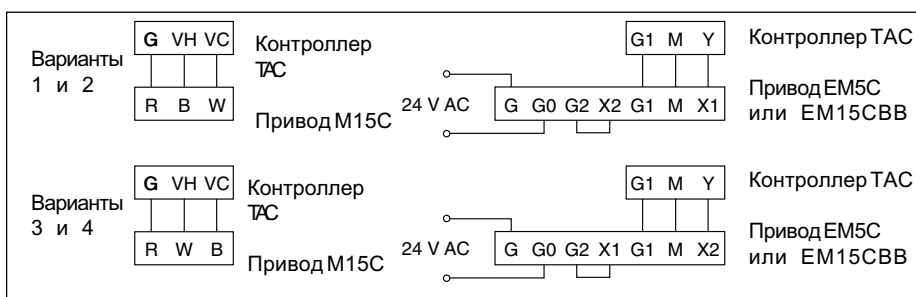 G VH VC
Контроллер
TAC
G1 M Y
Контроллер TAC
Варианты
1 и 2
R B W
Привод M15C
24 V AC
G G0 G2 X2 G1 M X1
Привод EM5C
или EM15CBB
G VH VC
Контроллер
TAC
G1 M Y
Контроллер TAC
Варианты
3 и 4
R W B
Привод M15C
24 V AC
G G0 G2 X1 G1 M X2
Привод EM5C
или EM15CBB